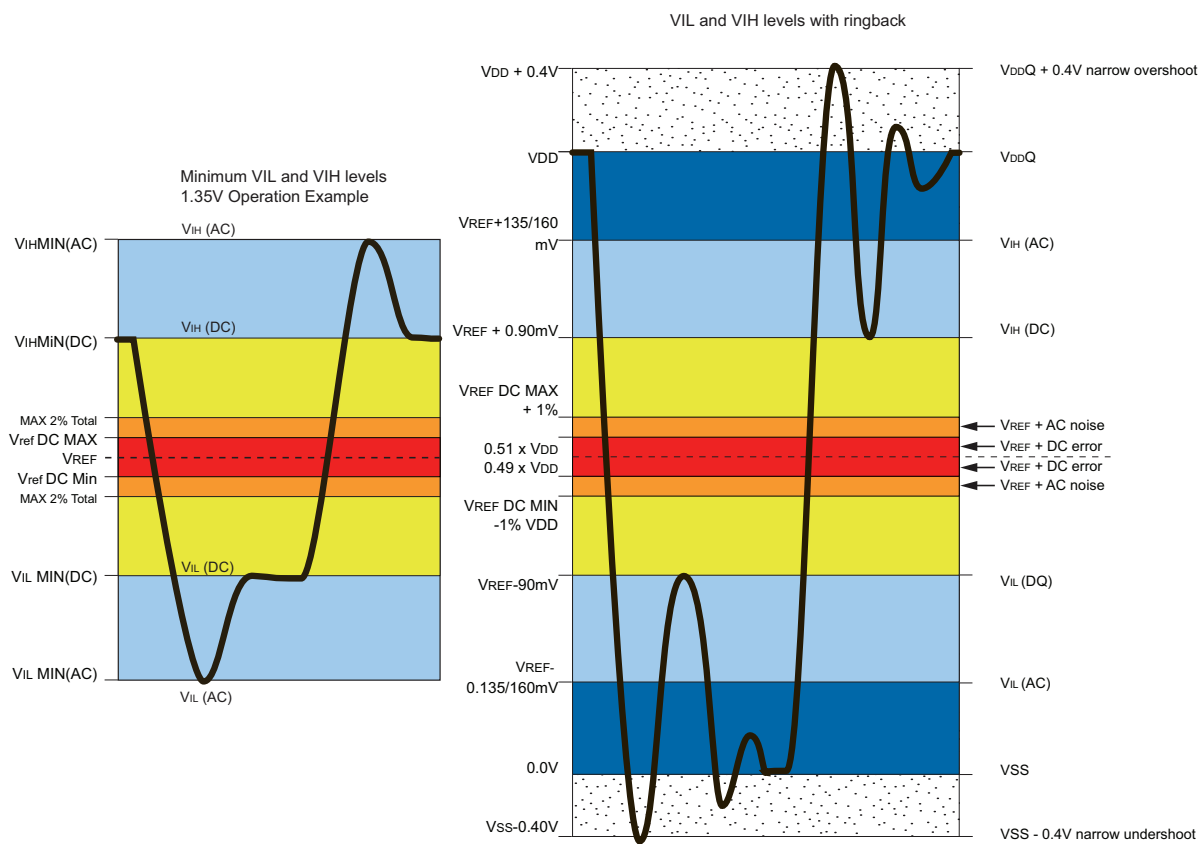 VIL and VIH levels with ringback
Minimum VIL and VIH levels
1.35V Operation Example
VIHMIN(AC)
VIH (AC)
VIHMiN(DC)
VIH (DC)
MAX 2% Total
Vref DC MAX
VREF
Vref DC Min
MAX 2% Total
VIL MIN(DC)
VIL (DC)
VIL MIN(AC)
VIL (AC)
VDD + 0.4V
VDD
VREF+135/160
mV
VREF + 0.90mV
VREF DC MAX
+ 1%
0.51 x VDD
0.49 x VDD
VREF DC MIN
-1% VDD
VREF-90mV
VREF-
0.135/160mV
0.0V
VSS-0.40V
VDDQ + 0.4V narrow overshoot
VDDQ
VIH (AC)
VIH (DC)
VREF + AC noise
VREF + DC error
VREF + DC error
VREF + AC noise
VIL (DQ)
VIL (AC)
VSS
VSS - 0.4V narrow undershoot